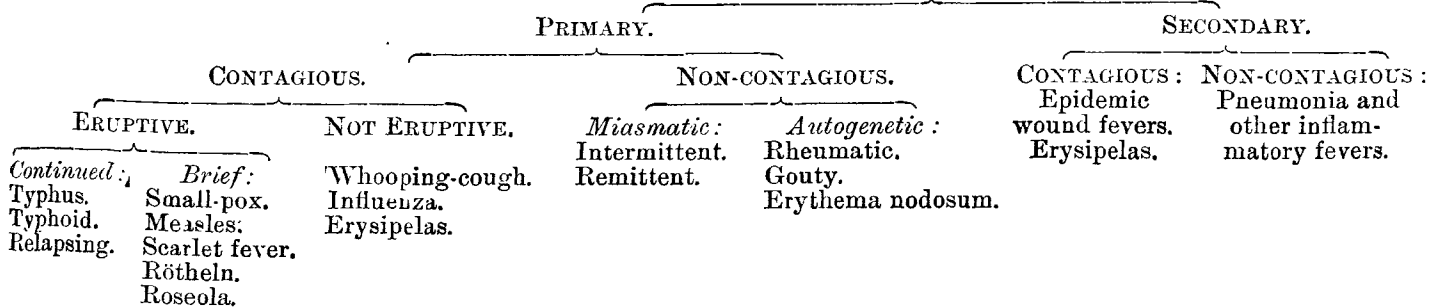 PRIMARY.
SECONDARY.
CONTAGIOUS.
NON-CONTAGIOUS.
CONTAGIOUS:
Epidemic
wound fevers.
Erysipelas.
NON-CONTAGIOUS:
Pneumonia and
other inflam-
matory fevers.
ERUPTIVE.
NOT ERUPTIVE.
Continued:
Typhus.
Typhoid.
Relapsing.
Brief:
Small-pox.
Measles.
Scarlet fever.
Rötheln.
Roseola.
Whooping-cough.
Influenza.
Erysipelas.
Miasmatic:
Intermittent.
Remittent.
Autogenetic:
Rheumatic.
Gouty.
Erythema nodosum.